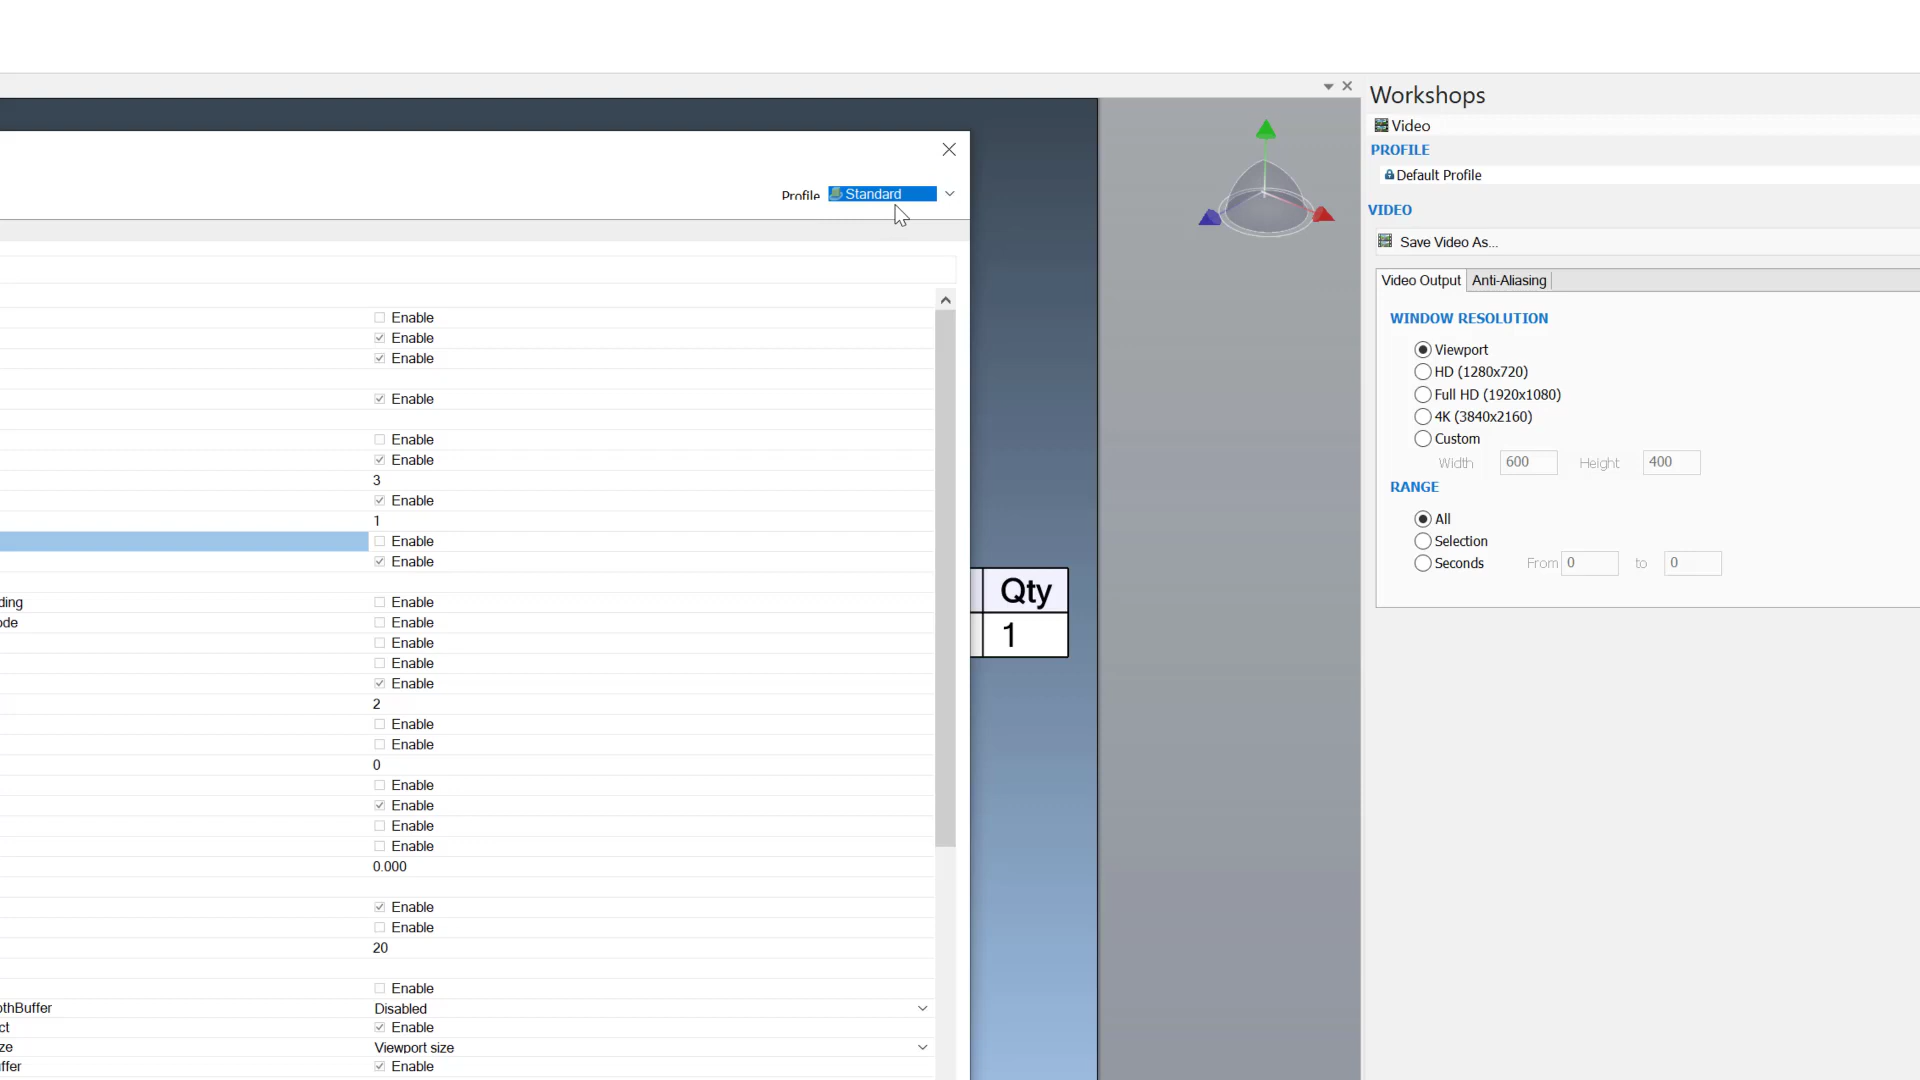 Profile
Standard
Enable
Enable
Enable
Enable
Enable
Enable
3
Enable
1
Enable
Enable
ding Enable
ode Enable
Enable
Enable
Enable
2
Enable
Enable
0
Enable
Enable
Enable
Enable
0.000
Enable
Enable
20
Enable
othBuffer Disabled
ct Enable
ze Viewport size
ffer Enable
Qty
1
Workshops
Video
PROFILE
Default Profile
VIDEO
Save Video As...
Video Output Anti-Aliasing
WINDOW RESOLUTION
Viewport
HD (1280x720)
Full HD (1920x1080)
4K (3840x2160)
Custom
Width 600 Height 400
RANGE
All
Selection
Seconds From 0 to 0